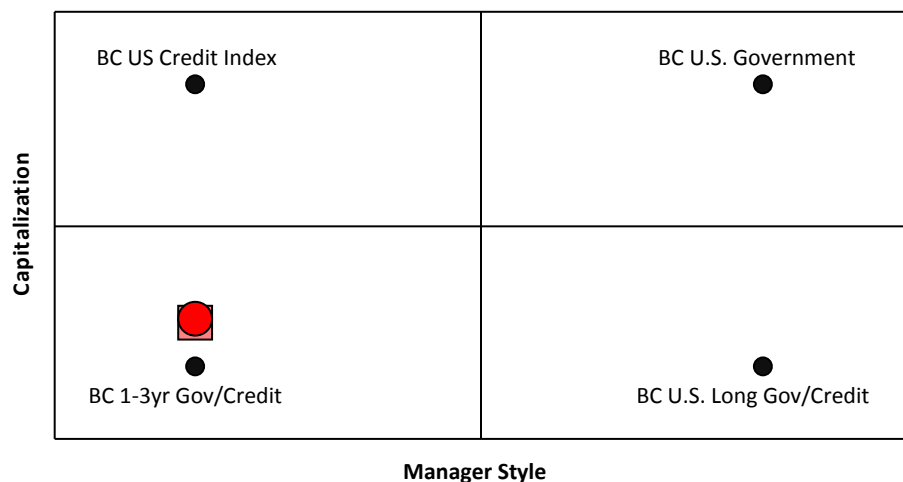 BC US Credit Index
BC U.S. Government
Capitalization
BC 1-3yr Gov/Credit
BC U.S. Long Gov/Credit
Manager Style